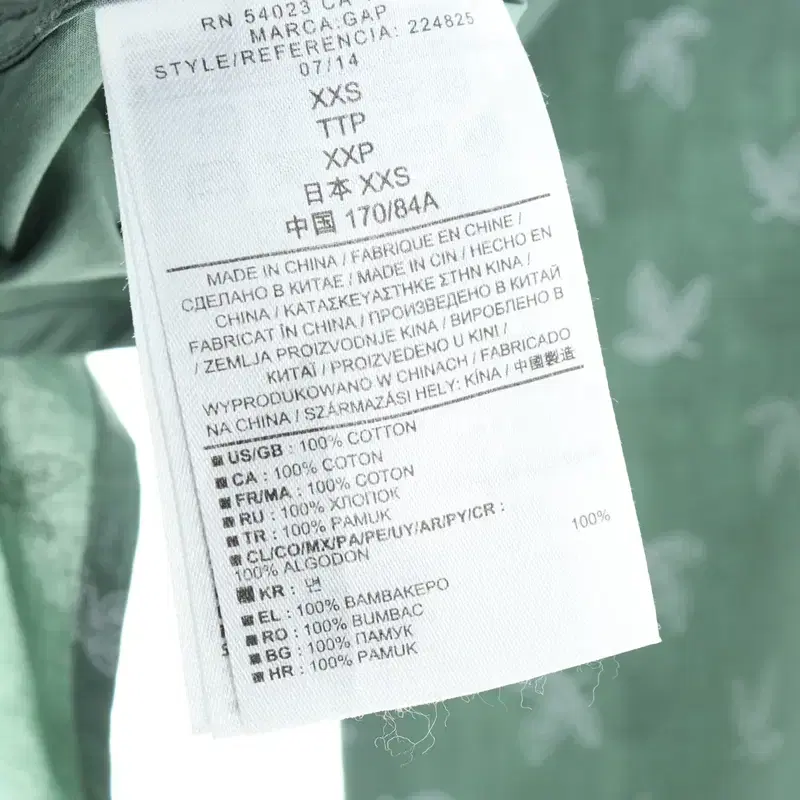 RN 54023 CA
MARCA:GAP
STYLE/REFERENCIA: 224825
07/14
XXS
TTP
XXP
日本 XXS
中国 170/84A
MADE IN CHINA / FABRIQUE EN CHINE /
СДЕЛАНО В КИТАЕ / MADE IN CIN / HECHO EN
CHINA / ΚΑΤΑΣΚΕΥΑΣΤΗΚΕ ΣΤΗΝ ΚΙΝΑ /
FABRICAT ÎN CHINA / ПРОИЗВЕДЕНО В КИТАЙ
/ ZEMLJA PROIZVODNJE KINA / ВИРОБЛЕНО В
КИТАЇ / PROIZVEDENO U KINI /
WYPRODUKOWANO W CHINACH / FABRICADO
NA CHINA / SZÁRMAZÁSI HELY: KÍNA / 中國製造
US/GB : 100% COTTON
CA : 100% COTON
FR/MA : 100% COTON
RU : 100% ХЛОПОК
TR : 100% PAMUK
CL/CO/MX/PA/PE/UY/AR/PY/CR :
100% ALGODON
KR : 면 100%
EL : 100% ΒΑΜΒΑΚΕΡΟ
RO : 100% BUMBAC
BG : 100% ПАМУК
HR : 100% PAMUK